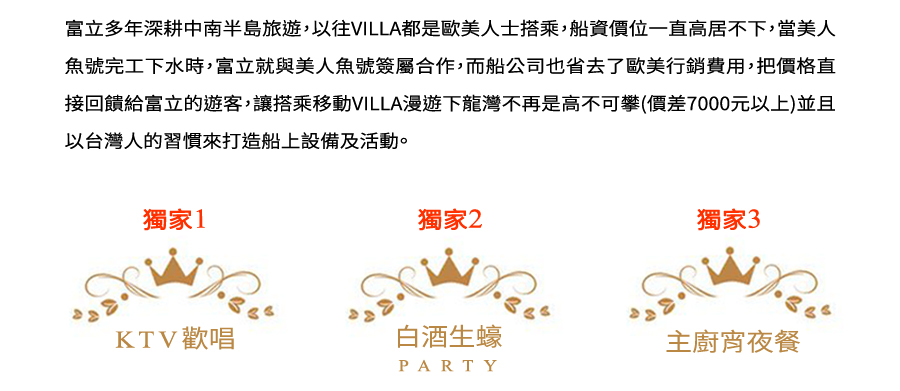 富立多年深耕中南半島旅遊，以往VILLA都是歐美人士搭乘，船資價位一直高居不下，當美人
魚號完工下水時，富立就與美人魚號簽屬合作，而船公司也省去了歐美行銷費用，把價格直
接回饋給富立的遊客，讓搭乘移動VILLA漫遊下龍灣不再是高不可攀(價差7000元以上)並且
以台灣人的習慣來打造船上設備及活動。
獨家1
獨家2
獨家3
KTV歡唱
白酒生蠔
PARTY
主廚宵夜餐